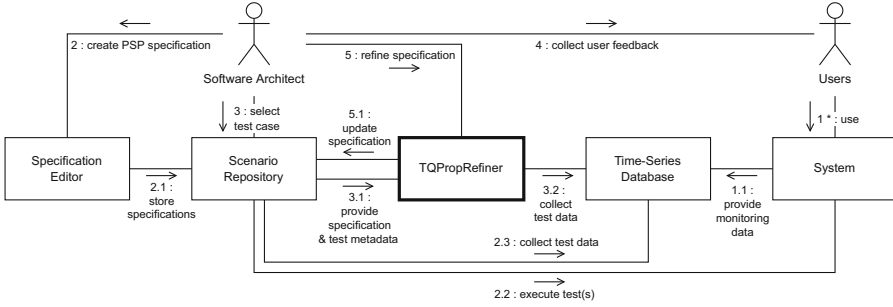 2 : create PSP specification
4 : collect user feedback
5 : refine specification
Software Architect
Users
3 : select
test case
5.1 :
update
specification
1 * : use
Specification
Editor
Scenario
Repository
TQPropRefiner
Time-Series
Database
System
2.1 :
store
specifications
3.1 :
provide
specification
& test metadata
3.2 :
collect
test data
1.1 :
provide
monitoring
data
2.3 : collect test data
2.2 : execute test(s)